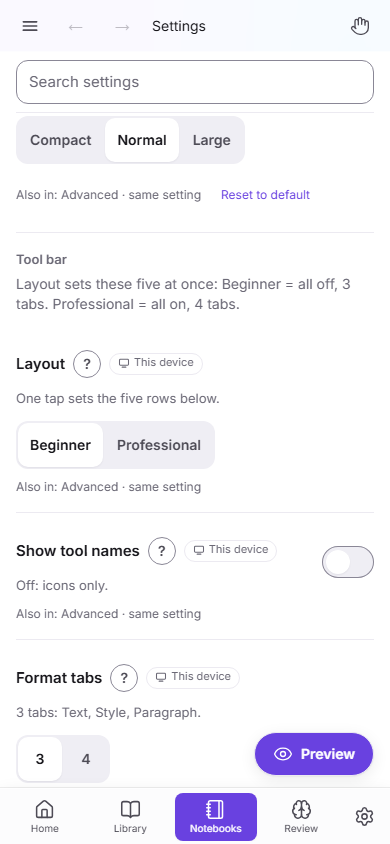 Settings
Search settings
Compact Normal Large
Also in: Advanced · same setting Reset to default
Tool bar
Layout sets these five at once: Beginner = all off, 3
tabs. Professional = all on, 4 tabs.
Layout ? This device
One tap sets the five rows below.
Beginner Professional
Also in: Advanced · same setting
Show tool names ? This device
Off: icons only.
Also in: Advanced · same setting
Format tabs ? This device
3 tabs: Text, Style, Paragraph.
3 4
Preview
Home Library Notebooks Review